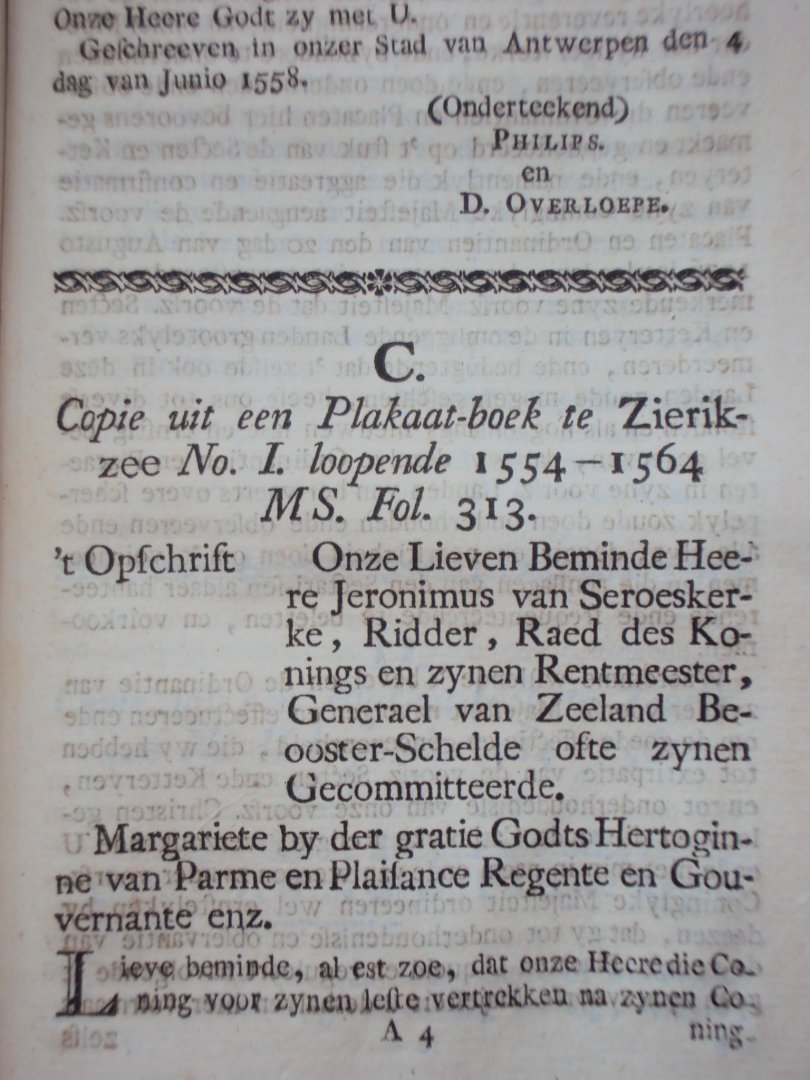 Onze Heere Godt zy met U.
Geſchreeven in onzer Stad van Antwerpen den 4
dag van Junio 1558.
(Onderteekend)
PHILIPS.
en
D. OVERLOEPE.
C.
Copie uit een Plakaat-boek te Zierik-
zee No. I. loopende 1554-1564
MS. Fol. 313.
't Opſchrift Onze Lieven Beminde Hee-
re Jeronimus van Seroesker-
ke, Ridder, Raed des Ko-
nings en zynen Rentmeester,
Generael van Zeeland Be-
ooster-Schelde ofte zynen
Gecommitteerde.
Margariete by der gratie Godts Hertogin-
ne van Parme en Plaiſance Regente en Gou-
vernante enz.
Lieve beminde, al est zoe, dat onze Heere die Co-
ning voor zynen leſte vertrekken na zynen Co-
A 4 ning